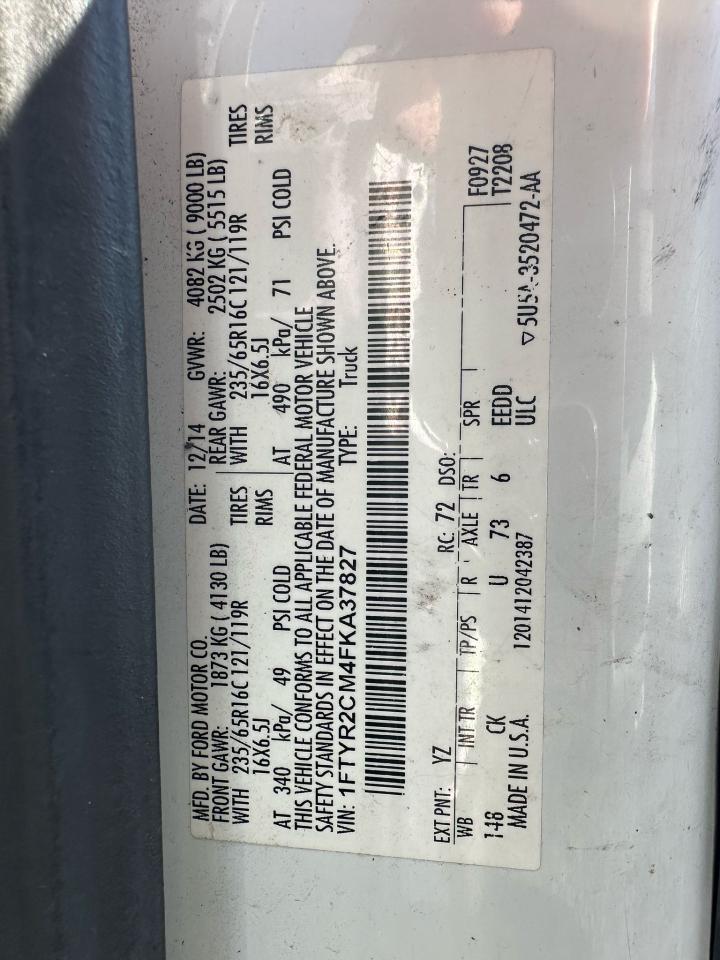 MFD. BY FORD MOTOR CO. DATE: 12/14 GVWR: 4082 KG ( 9000 LB)
FRONT GAWR: 1873 KG ( 4130 LB) REAR GAWR: 2502 KG ( 5515 LB)
WITH 235/65R16C 121/119R TIRES WITH 235/65R16C 121/119R TIRES
16X6.5J RIMS 16X6.5J RIMS
AT 340 kPa/ 49 PSI COLD AT 490 kPa/ 71 PSI COLD
THIS VEHICLE CONFORMS TO ALL APPLICABLE FEDERAL MOTOR VEHICLE
SAFETY STANDARDS IN EFFECT ON THE DATE OF MANUFACTURE SHOWN ABOVE.
VIN: 1FTYR2CM4FKA37827 TYPE: Truck
EXT PNT: YZ RC: 72 DSO: F0927
WB INT TR TP/PS R AXLE TR SPR T2208
148 CK U 73 6 EEDD
MADE IN U.S.A. 1201412042387 ULC ▽ 5U5A-3520472-AA